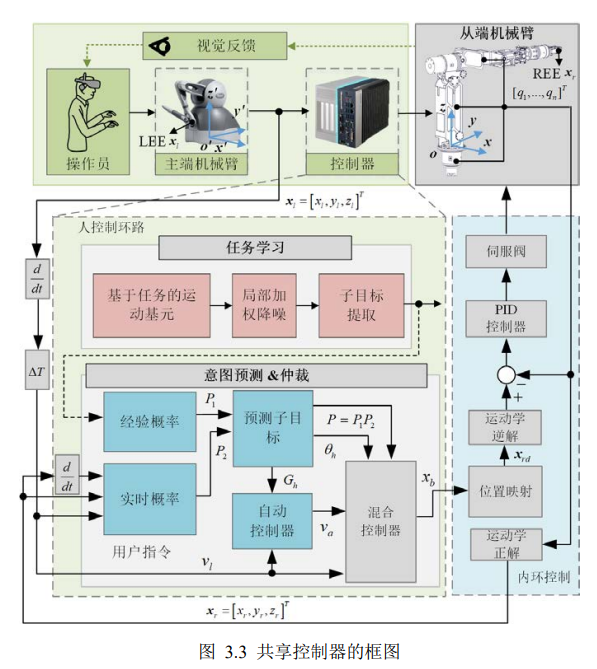 视觉反馈
从端机械臂
REE x_r
[q_1,...,q_n]^T
y
o
x
LEE x_l
y'
o'
x'
操作员
主端机械臂
控制器
x_l = [x_l, y_l, z_l]^T
人控制环路
任务学习
d/dt
基于任务的运
动基元
局部加
权降噪
子目标
提取
伺服阀
PID
控制器
ΔT
意图预测 &仲裁
−
+
经验概率
P_1
预测子目
标
P = P_1P_2
θ_h
运动学
逆解
x_rd
P_2
d/dt
实时概率
G_h
自动
控制器
v_a
混合
控制器
x_b
位置映射
用户指令
v_l
运动学
正解
内环控制
x_r = [x_r, y_r, z_r]^T
图 3.3 共享控制器的框图